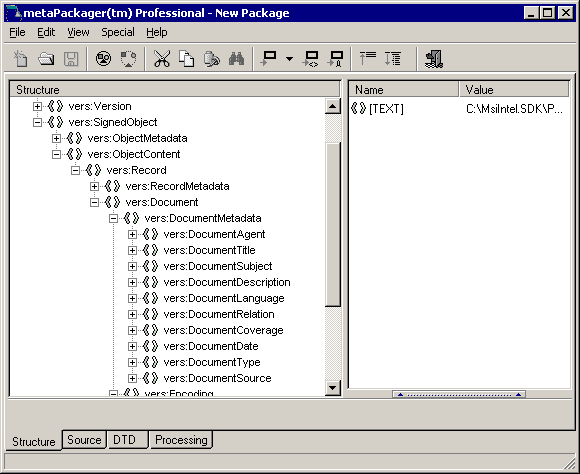 metaPackager(tm) Professional - New Package
File Edit View Special Help
Structure
vers:Version
vers:SignedObject
vers:ObjectMetadata
vers:ObjectContent
vers:Record
vers:RecordMetadata
vers:Document
vers:DocumentMetadata
vers:DocumentAgent
vers:DocumentTitle
vers:DocumentSubject
vers:DocumentDescription
vers:DocumentLanguage
vers:DocumentRelation
vers:DocumentCoverage
vers:DocumentDate
vers:DocumentType
vers:DocumentSource
vers:Encoding
Name Value
[TEXT] C:\MsiIntel.SDK\P...
Structure Source DTD Processing